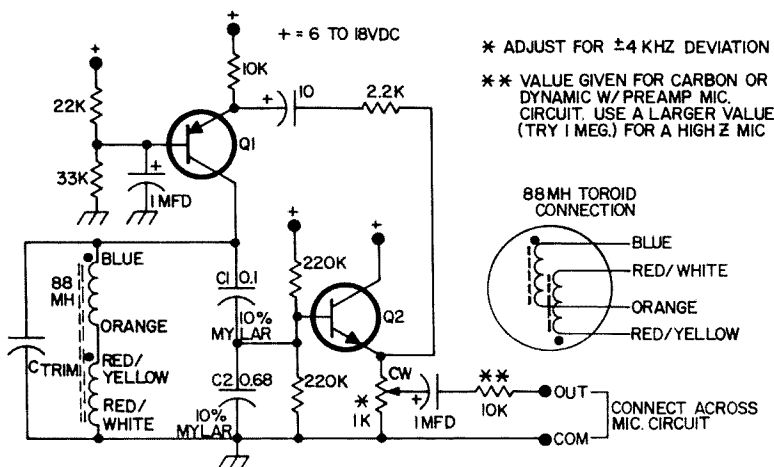 +
+ = 6 TO 18VDC
+
10K
22K
+
10
2.2K
Q1
+
33K
1MFD
* ADJUST FOR ±4 KHZ DEVIATION
** VALUE GIVEN FOR CARBON OR
DYNAMIC W/PREAMP MIC.
CIRCUIT. USE A LARGER VALUE
(TRY 1 MEG.) FOR A HIGH Z MIC
88MH TOROID
CONNECTION
BLUE
RED/WHITE
ORANGE
RED/YELLOW
BLUE
88
MH
ORANGE
RED/
YELLOW
RED/
WHITE
CTRIM
C1 0.1
10%
MYLAR
C2 0.68
10%
MYLAR
+
220K
+
Q2
220K
CW
*
1K
+
1MFD
**
10K
OUT
COM
CONNECT ACROSS
MIC. CIRCUIT